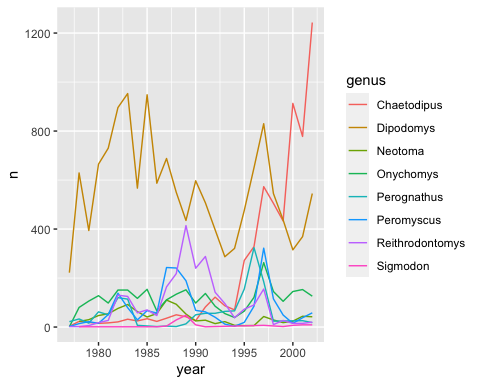 1200
800
400
0
n
1980 1985 1990 1995 2000
year
genus
Chaetodipus
Dipodomys
Neotoma
Onychomys
Perognathus
Peromyscus
Reithrodontomys
Sigmodon